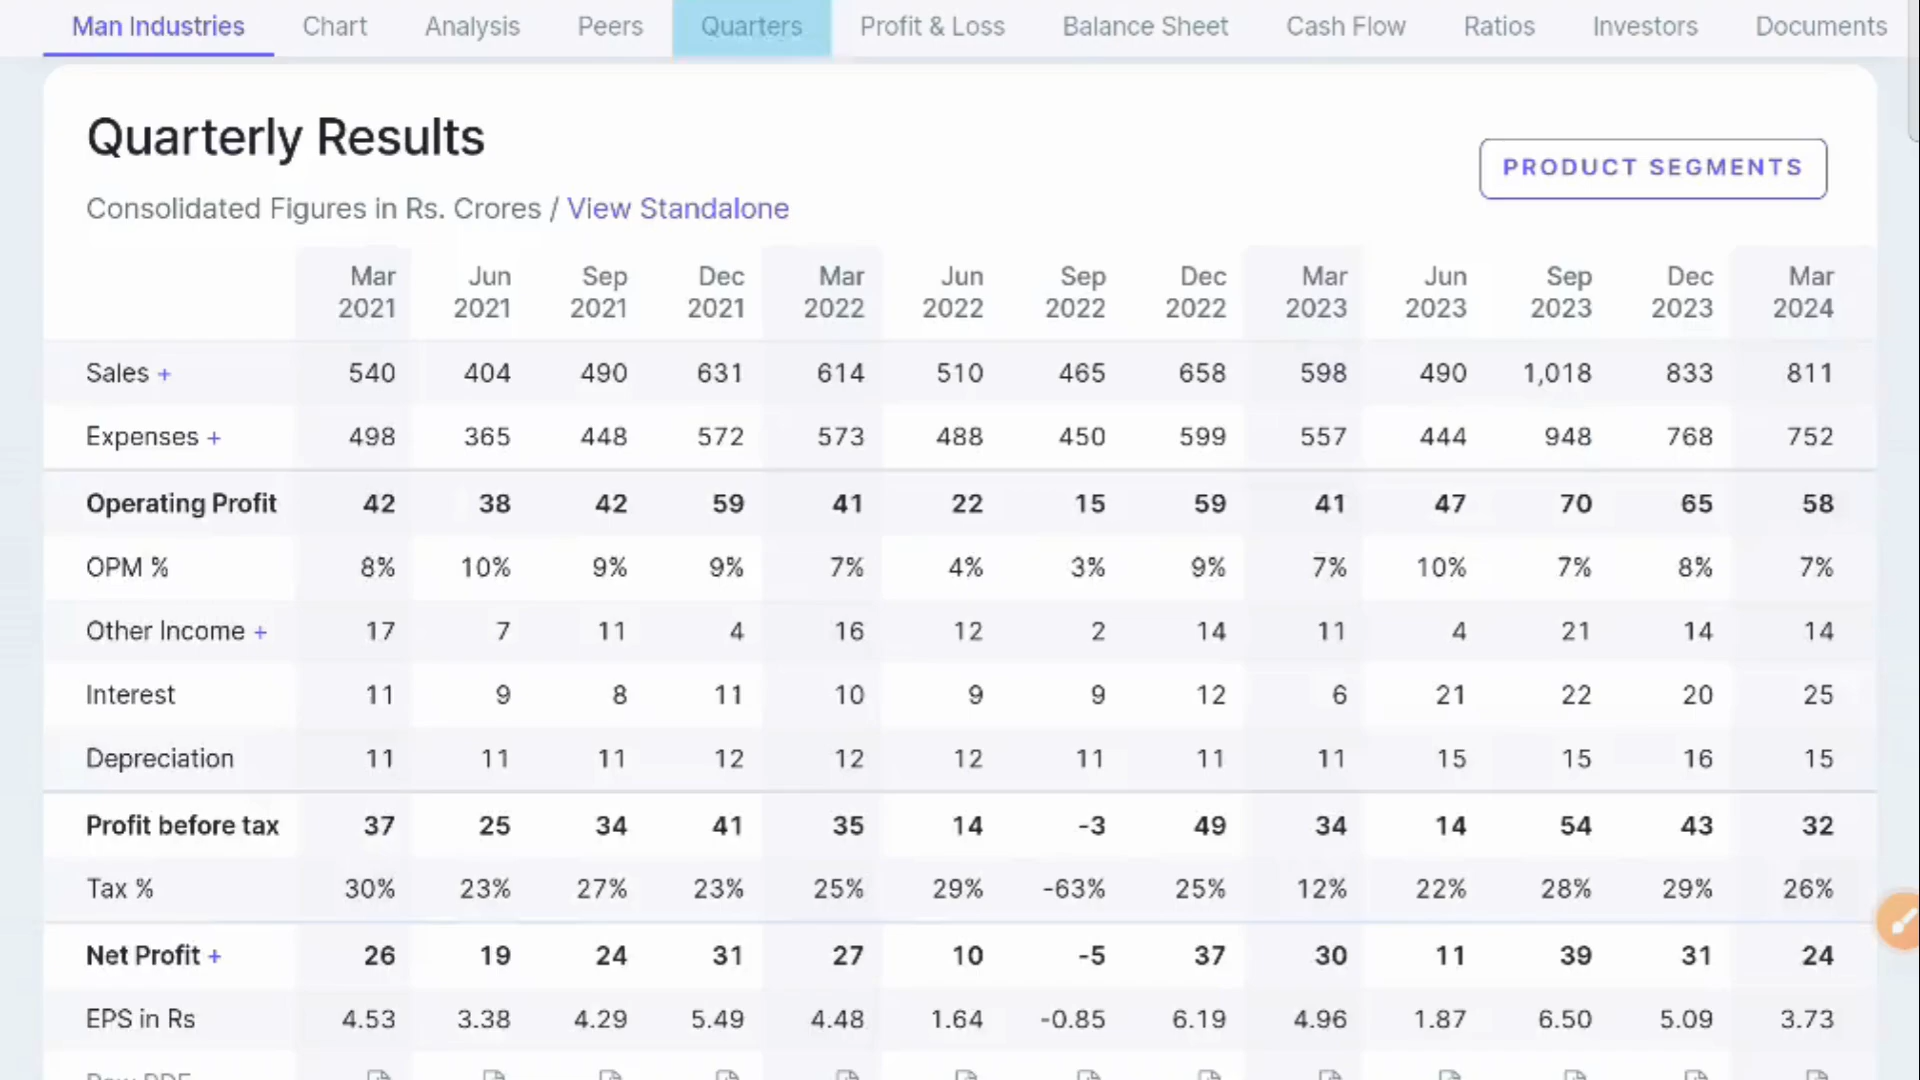 Man Industries Chart Analysis Peers Quarters Profit & Loss Balance Sheet Cash Flow Ratios Investors Documents
Quarterly Results
PRODUCT SEGMENTS
Consolidated Figures in Rs. Crores / View Standalone
Mar 2021 Jun 2021 Sep 2021 Dec 2021 Mar 2022 Jun 2022 Sep 2022 Dec 2022 Mar 2023 Jun 2023 Sep 2023 Dec 2023 Mar 2024
Sales + 540 404 490 631 614 510 465 658 598 490 1,018 833 811
Expenses + 498 365 448 572 573 488 450 599 557 444 948 768 752
Operating Profit 42 38 42 59 41 22 15 59 41 47 70 65 58
OPM % 8% 10% 9% 9% 7% 4% 3% 9% 7% 10% 7% 8% 7%
Other Income + 17 7 11 4 16 12 2 14 11 4 21 14 14
Interest 11 9 8 11 10 9 9 12 6 21 22 20 25
Depreciation 11 11 11 12 12 12 11 11 11 15 15 16 15
Profit before tax 37 25 34 41 35 14 -3 49 34 14 54 43 32
Tax % 30% 23% 27% 23% 25% 29% -63% 25% 12% 22% 28% 29% 26%
Net Profit + 26 19 24 31 27 10 -5 37 30 11 39 31 24
EPS in Rs 4.53 3.38 4.29 5.49 4.48 1.64 -0.85 6.19 4.96 1.87 6.50 5.09 3.73